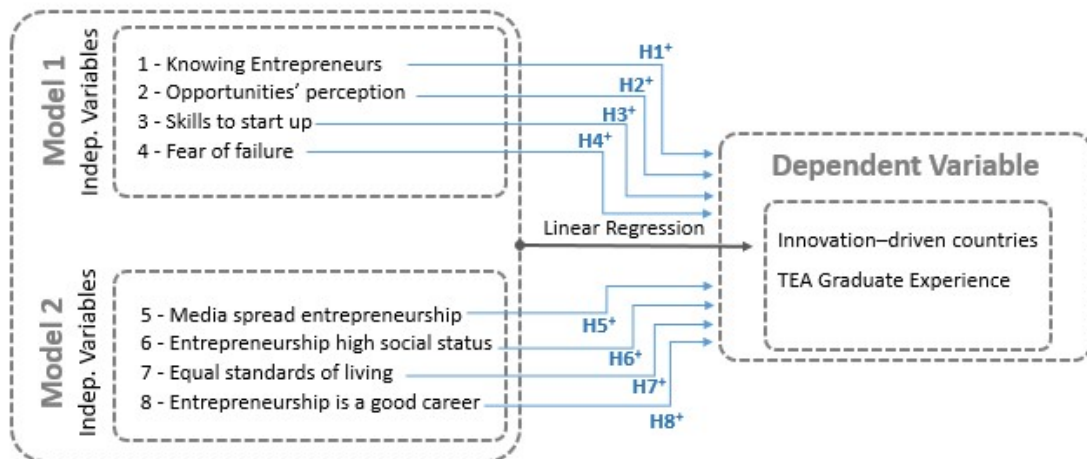 Model 1
Indep. Variables
1 - Knowing Entrepreneurs
2 - Opportunities' perception
3 - Skills to start up
4 - Fear of failure
H1⁺
H2⁺
H3⁺
H4⁺
Linear Regression
Model 2
Indep. Variables
5 - Media spread entrepreneurship
6 - Entrepreneurship high social status
7 - Equal standards of living
8 - Entrepreneurship is a good career
H5⁺
H6⁺
H7⁺
H8⁺
Dependent Variable
Innovation–driven countries
TEA Graduate Experience